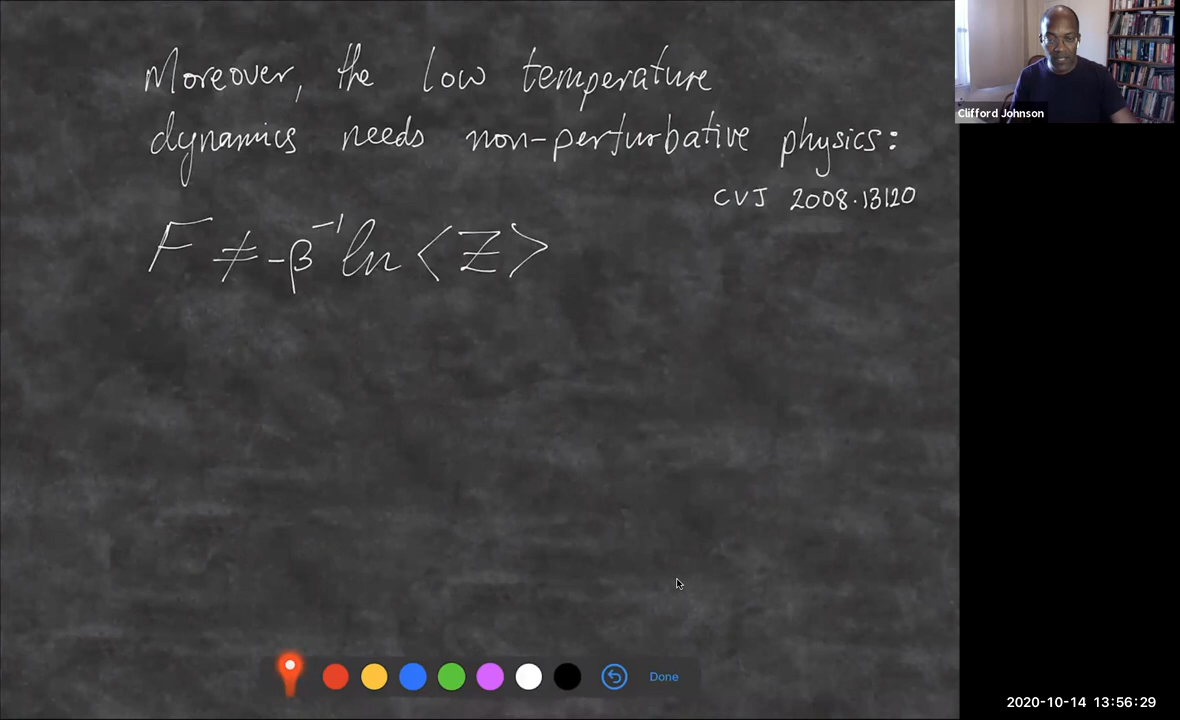 Moreover, the low temperature
dynamics needs non-perturbative physics:
CVJ 2008.13120
F ≠ -β⁻¹ ln <Z>
Clifford Johnson
Done
2020-10-14 13:56:29